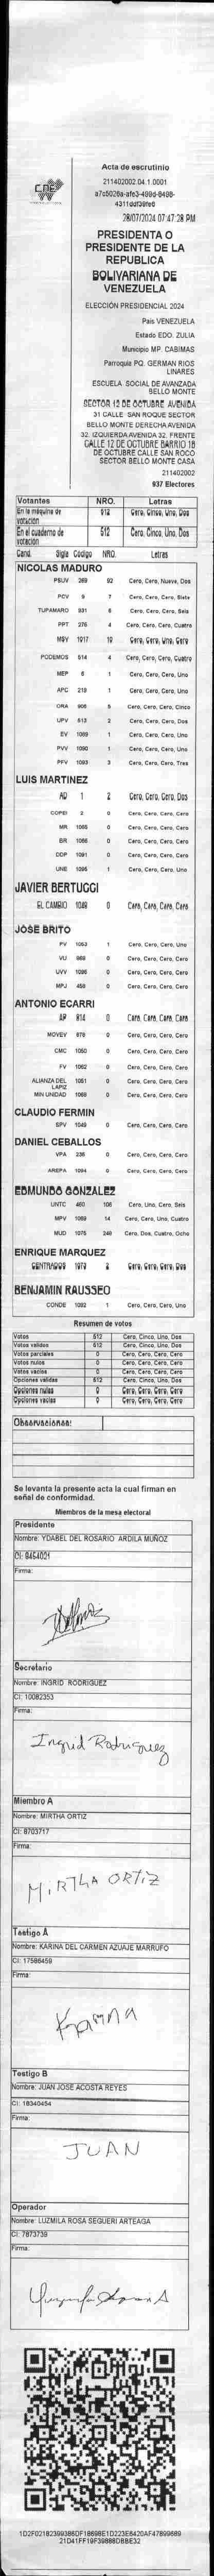 Acta de escrutinio
211402002.04.1.0001
4311ddf39fe6
28/07/2024 07:47:28 PM
PRESIDENTA O
PRESIDENTE DE LA
REPUBLICA
BOLIVARIANA DE
VENEZUELA
ELECCIÓN PRESIDENCIAL 2024
País VENEZUELA
Estado EDO. ZULIA
Municipio MP. CABIMAS
Parroquia PQ. GERMAN RIOS
LINARES
ESCUELA SOCIAL DE AVANZADA
BELLO MONTE
SECTOR 12 DE OCTUBRE AVENIDA
31 CALLE SAN ROQUE SECTOR
BELLO MONTE DERECHA AVENIDA
32 IZQUIERDA AVENIDA 32. FRENTE
CALLE 12 DE OCTUBRE BARRIO 18
DE OCTUBRE CALLE SAN ROCO
SECTOR BELLO MONTE CASA
211402002
937 Electores
Votantes NRO. Letras
En la máquina de votación 512 Cero, Cinco, Uno, Dos
En el cuaderno de votación 512 Cero, Cinco, Uno, Dos
Cand. Sigla Codigo NRO. Letras
NICOLAS MADURO
PSUV 269 92 Cero, Cero, Nueve, Dos
PCV 9 7 Cero, Cero, Cero, Siete
TUPAMARO 931 6 Cero, Cero, Cero, Seis
PPT 275 4 Cero, Cero, Cero, Cuatro
MSV 1017 10 Cero, Cero, Uno, Cero
PODEMOS 514 4 Cero, Cero, Cero, Cuatro
MEP 6 1 Cero, Cero, Cero, Uno
APC 218 1 Cero, Cero, Cero, Uno
ORA 906 5 Cero, Cero, Cero, Cinco
UPV 613 2 Cero, Cero, Cero, Dos
EV 1089 1 Cero, Cero, Cero, Uno
PVV 1090 1 Cero, Cero, Cero, Uno
PFV 1093 3 Cero, Cero, Cero, Tres
LUIS MARTINEZ
AD 1 2 Cero, Cero, Cero, Dos
COPEI 2 0 Cero, Cero, Cero, Cero
MR 1065 0 Cero, Cero, Cero, Cero
BR 1056 0 Cero, Cero, Cero, Cero
DDP 1091 0 Cero, Cero, Cero, Cero
UNE 1095 1 Cero, Cero, Cero, Uno
JAVIER BERTUGGI
EL CAMBIO 1048 0 Cero, Cero, Cero, Cero
JOSE BRITO
PV 1053 1 Cero, Cero, Cero, Uno
VU 968 0 Cero, Cero, Cero, Cero
UVV 1096 0 Cero, Cero, Cero, Cero
MPJ 458 0 Cero, Cero, Cero, Cero
ANTONIO ECARRI
AP 814 0 Cero, Cero, Cero, Cero
MOVEV 876 0 Cero, Cero, Cero, Cero
CMC 1050 0 Cero, Cero, Cero, Cero
FV 1062 0 Cero, Cero, Cero, Cero
ALIANZA DEL LAPIZ 1051 0 Cero, Cero, Cero, Cero
MIN UNIDAD 1068 0 Cero, Cero, Cero, Cero
CLAUDIO FERMIN
SPV 1049 0 Cero, Cero, Cero, Cero
DANIEL CEBALLOS
VPA 236 0 Cero, Cero, Cero, Cero
AREPA 1094 0 Cero, Cero, Cero, Cero
EDMUNDO GONZALEZ
UNTC 460 106 Cero, Uno, Cero, Seis
MPV 1069 14 Cero, Cero, Uno, Cuatro
MUD 1075 248 Cero, Dos, Cuatro, Ocho
ENRIQUE MARQUEZ
CENTRADOS 1079 2 Cero, Cero, Cero, Dos
BENJAMIN RAUSSEO
CONDE 1092 1 Cero, Cero, Cero, Uno
Resumen de votos
Votos 512 Cero, Cinco, Uno, Dos
Votos validos 512 Cero, Cinco, Uno, Dos
Votos parciales 0 Cero, Cero, Cero, Cero
Votos nulos 0 Cero, Cero, Cero, Cero
Votos vacios 0 Cero, Cero, Cero, Cero
Opciones validas 512 Cero, Cinco, Uno, Dos
Opciones nulas 0 Cero, Cero, Cero, Cero
Opciones vacias 0 Cero, Cero, Cero, Cero
Observaciones:
Se levanta la presente acta la cual firman en
señal de conformidad.
Miembros de la mesa electoral
Presidente
Nombre: YDABEL DEL ROSARIO ARDILA MUÑOZ
CI: 8454021
Firma:
Secretario
Nombre: INGRID RODRIGUEZ
CI: 10082353
Firma:
Ingrid Rodriguez
Miembro A
Nombre: MIRTHA ORTIZ
CI: 8703717
Firma:
MiRTHA ORTiZ
Testigo A
Nombre: KARINA DEL CARMEN AZUAJE MARRUFO
CI: 17586459
Firma:
Karina
Testigo B
Nombre: JUAN JOSE ACOSTA REYES
CI: 18340454
Firma:
JUAN
Operador
Nombre: LUZMILA ROSA SEGUERI ARTEAGA
CI: 7873739
Firma:
21D41FF19F39888DBBE32